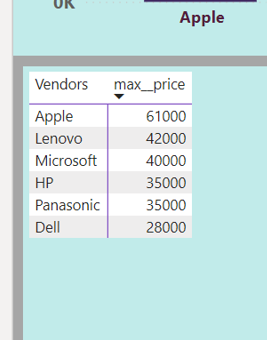 0K
Apple
Vendors max__price
Apple 61000
Lenovo 42000
Microsoft 40000
HP 35000
Panasonic 35000
Dell 28000